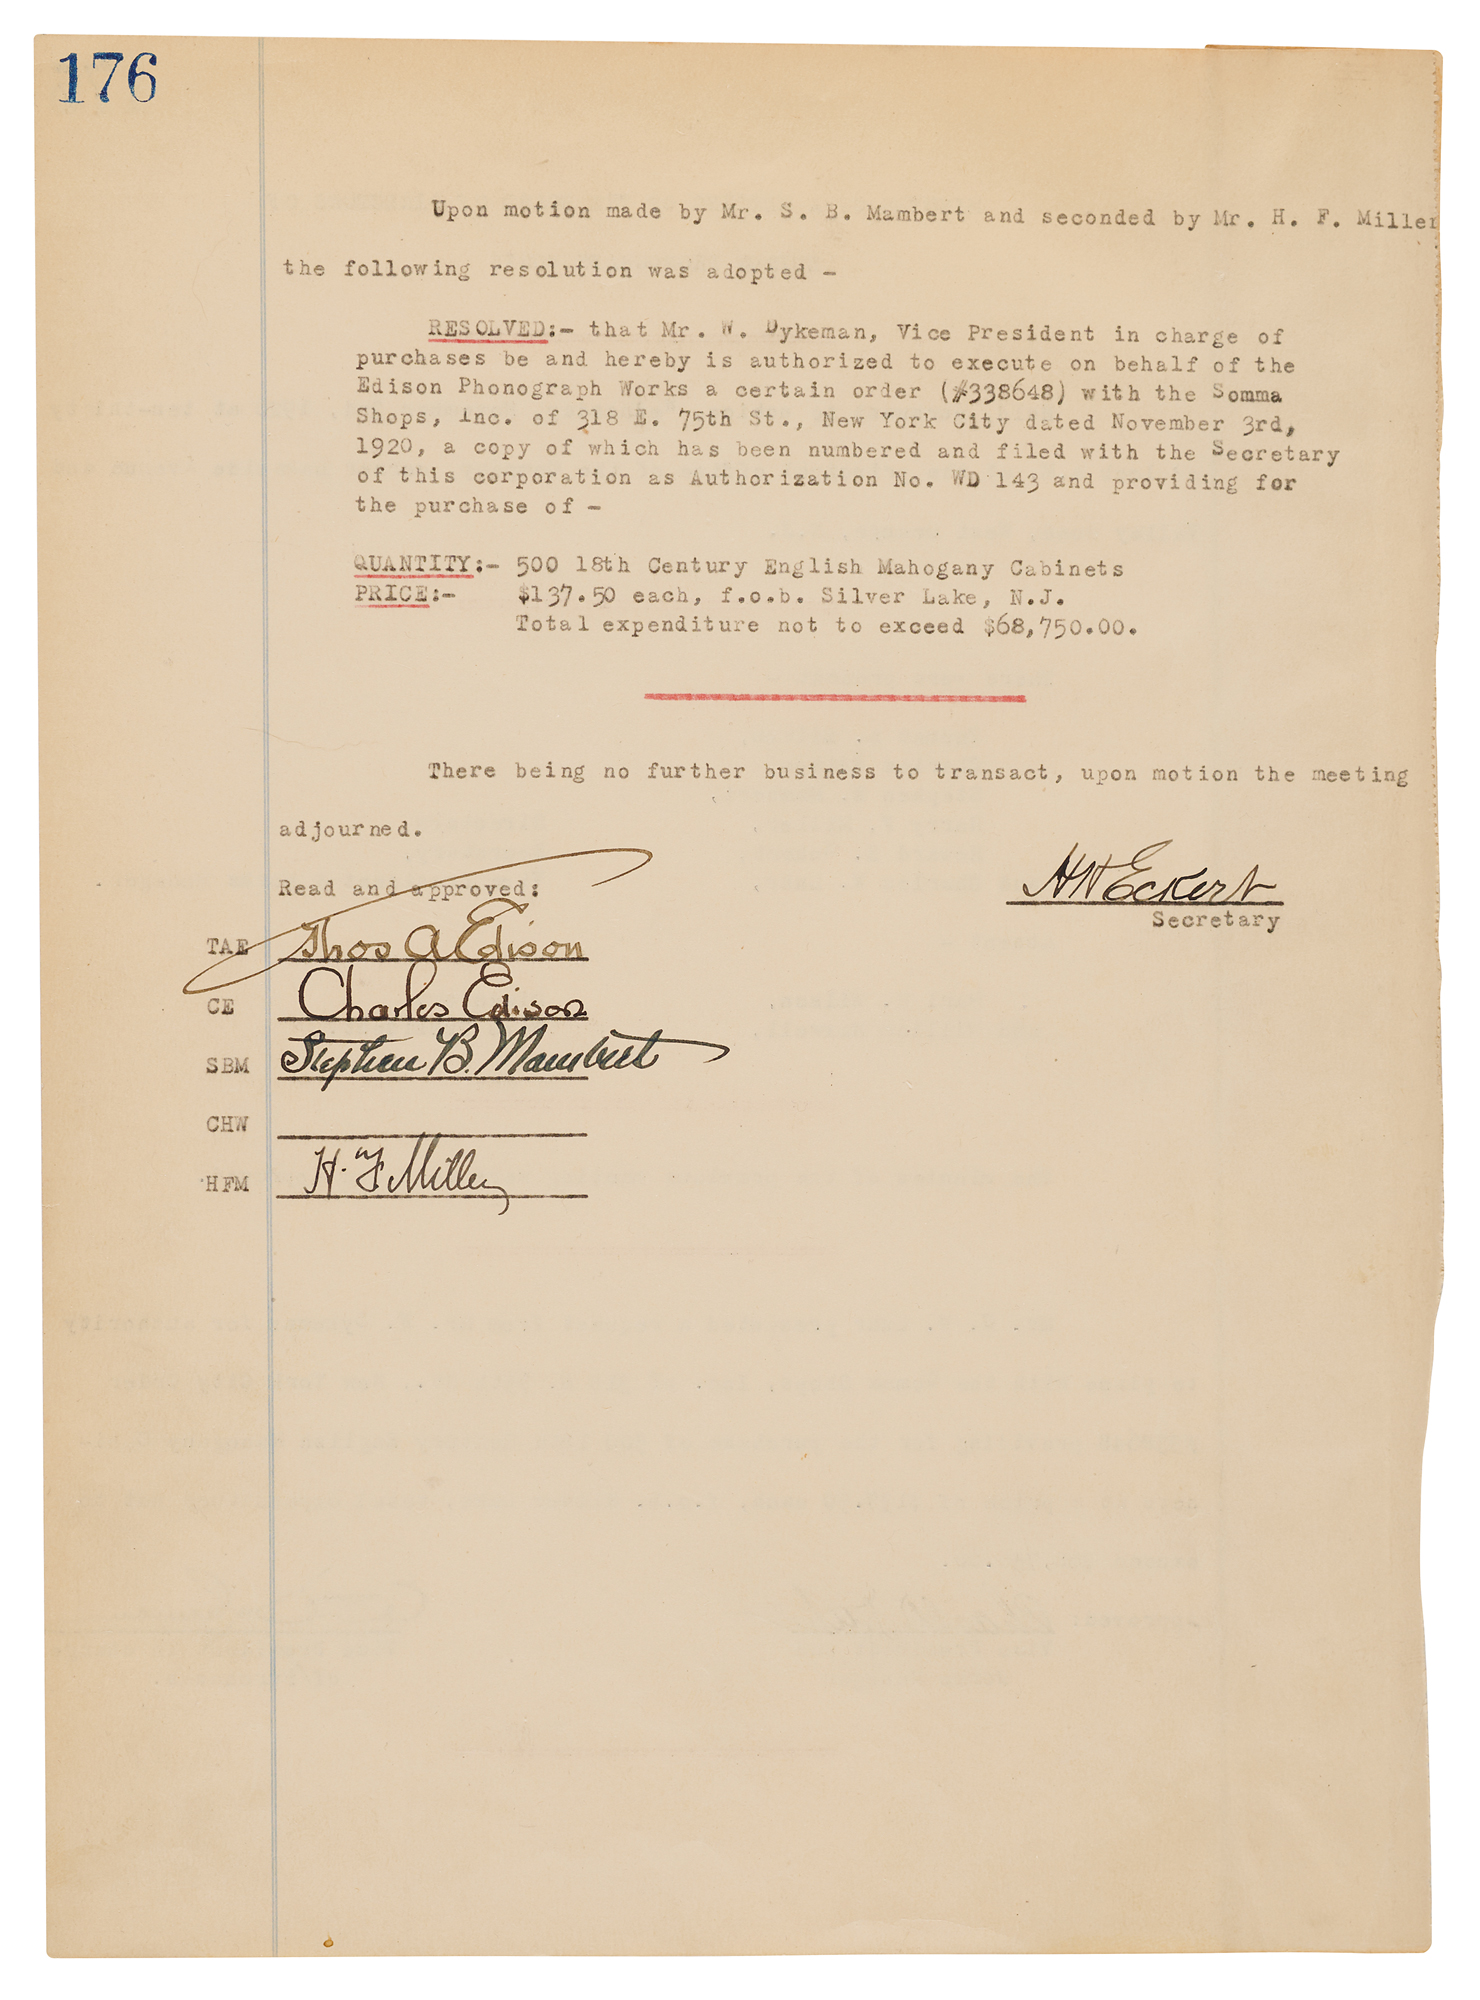 176
Upon motion made by Mr. S. B. Mambert and seconded by Mr. H. F. Miller
the following resolution was adopted -
RESOLVED:- that Mr. W. Dykeman, Vice President in charge of
purchases be and hereby is authorized to execute on behalf of the
Edison Phonograph Works a certain order (#338648) with the Somma
Shops, Inc. of 318 E. 75th St., New York City dated November 3rd,
1920, a copy of which has been numbered and filed with the Secretary
of this corporation as Authorization No. WD 143 and providing for
the purchase of -
QUANTITY:- 500 18th Century English Mahogany Cabinets
PRICE:- $137.50 each, f.o.b. Silver Lake, N.J.
Total expenditure not to exceed $68,750.00.
There being no further business to transact, upon motion the meeting
adjourned.
Read and approved:
HH Eckert
Secretary
TAE Thos A Edison
CE Charles Edison
SBM Stephen B. Mambert
CHW
HFM H. F Miller